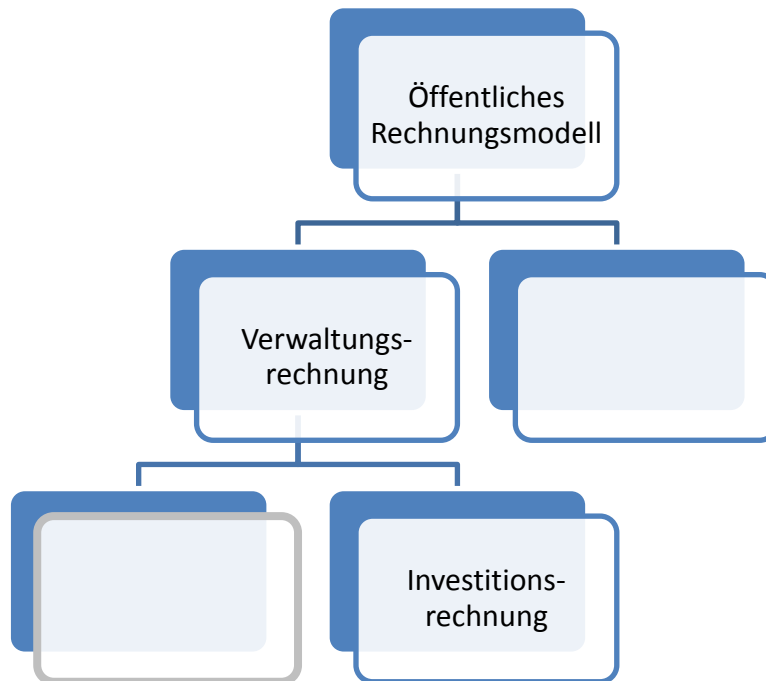 Öffentliches
Rechnungsmodell
Verwaltungs-
rechnung
Investitions-
rechnung